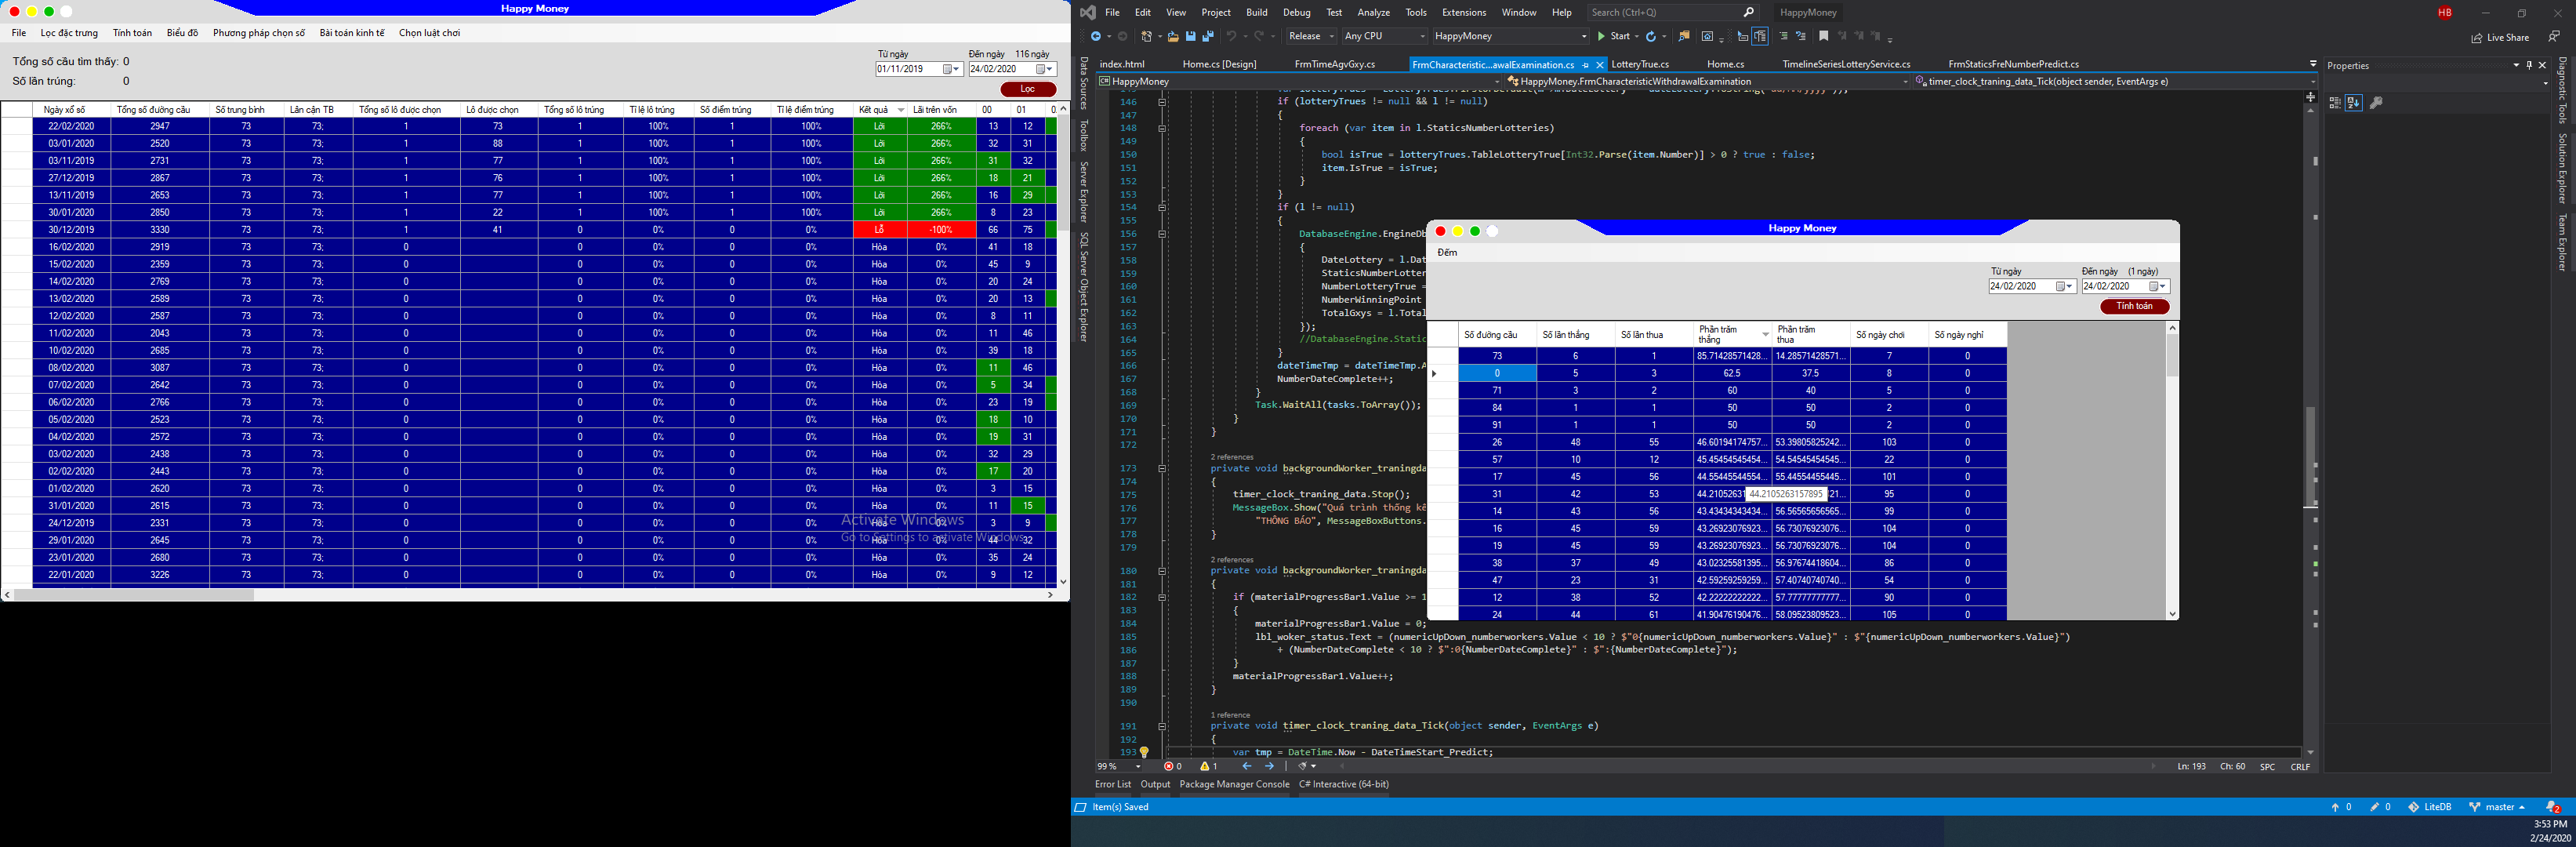 Happy Money
File Lọc đặc trưng Tính toán Biểu đồ Phương pháp chọn số Bài toán kinh tế Chọn luật chơi
Từ ngày Đến ngày 116 ngày
Tổng số cầu tìm thấy: 0
01/11/2019 24/02/2020
Số lần trúng: 0
Lọc
Ngày xổ số Tổng số đường cầu Số trung bình Lân cận TB Tổng số lô được chọn Lô được chọn Tổng số lô trúng Tỉ lệ lô trúng Số điểm trúng Tỉ lệ điểm trúng Kết quả Lãi trên vốn 00 01 0
22/02/2020 2947 73 73; 1 73 1 100% 1 100% Lời 266% 13 12
03/01/2020 2520 73 73; 1 88 1 100% 1 100% Lời 266% 32 31
03/11/2019 2731 73 73; 1 77 1 100% 1 100% Lời 266% 31 32
27/12/2019 2867 73 73; 1 76 1 100% 1 100% Lời 266% 18 21
13/11/2019 2653 73 73; 1 77 1 100% 1 100% Lời 266% 16 29
30/01/2020 2850 73 73; 1 22 1 100% 1 100% Lời 266% 8 23
30/12/2019 3330 73 73; 1 41 0 0% 0 0% Lỗ -100% 66 75
16/02/2020 2919 73 73; 0 0 0% 0 0% Hòa 0% 41 18
15/02/2020 2359 73 73; 0 0 0% 0 0% Hòa 0% 45 9
14/02/2020 2769 73 73; 0 0 0% 0 0% Hòa 0% 20 24
13/02/2020 2589 73 73; 0 0 0% 0 0% Hòa 0% 20 13
12/02/2020 2587 73 73; 0 0 0% 0 0% Hòa 0% 8 11
11/02/2020 2043 73 73; 0 0 0% 0 0% Hòa 0% 11 46
10/02/2020 2685 73 73; 0 0 0% 0 0% Hòa 0% 39 18
08/02/2020 3087 73 73; 0 0 0% 0 0% Hòa 0% 11 46
07/02/2020 2642 73 73; 0 0 0% 0 0% Hòa 0% 5 34
06/02/2020 2766 73 73; 0 0 0% 0 0% Hòa 0% 23 19
05/02/2020 2523 73 73; 0 0 0% 0 0% Hòa 0% 18 10
04/02/2020 2572 73 73; 0 0 0% 0 0% Hòa 0% 19 31
03/02/2020 2438 73 73; 0 0 0% 0 0% Hòa 0% 32 29
02/02/2020 2443 73 73; 0 0 0% 0 0% Hòa 0% 17 20
01/02/2020 2620 73 73; 0 0 0% 0 0% Hòa 0% 3 15
31/01/2020 2615 73 73; 0 0 0% 0 0% Hòa 0% 11 15
24/12/2019 2331 73 73; 0 0 0% 0 0% Hòa 0% 3 9
29/01/2020 2645 73 73; 0 0 0% 0 0% Hòa 0% 44 32
23/01/2020 2680 73 73; 0 0 0% 0 0% Hòa 0% 35 24
22/01/2020 3226 73 73; 0 0 0% 0 0% Hòa 0% 9 12
Activate Windows
Go to Settings to activate Windows.
File Edit View Project Build Debug Test Analyze Tools Extensions Window Help Search (Ctrl+Q) HappyMoney HB
Release Any CPU HappyMoney Start Live Share
index.html Home.cs [Design] FrmTimeAgvGxy.cs FrmCharacteristic...awalExamination.cs LotteryTrue.cs Home.cs TimelineSeriesLotteryService.cs FrmStaticsFreNumberPredict.cs
HappyMoney HappyMoney.FrmCharacteristicWithdrawalExamination timer_clock_traning_data_Tick(object sender, EventArgs e)
Data Sources
Toolbox
Server Explorer
SQL Server Object Explorer
146 if (lotteryTrues != null && l != null)
147 {
148 foreach (var item in l.StaticsNumberLotteries)
149 {
150 bool isTrue = lotteryTrues.TableLotteryTrue[Int32.Parse(item.Number)] > 0 ? true : false;
151 item.IsTrue = isTrue;
152 }
153 }
154 if (l != null)
155 {
156 DatabaseEngine.EngineDb
157 {
158 DateLottery = l.Dat
159 StaticsNumberLotter
160 NumberLotteryTrue =
161 NumberWinningPoint
162 TotalGxys = l.Total
163 });
164 //DatabaseEngine.Static
165 }
166 dateTimeTmp = dateTimeTmp.A
167 NumberDateComplete++;
168 }
169 Task.WaitAll(tasks.ToArray());
170 }
171 }
172
2 references
173 private void backgroundWorker_traningda
174 {
175 timer_clock_traning_data.Stop();
176 MessageBox.Show("Quá trình thống kê
177 "THÔNG BÁO", MessageBoxButtons.
178 }
179
2 references
180 private void backgroundWorker_traningda
181 {
182 if (materialProgressBar1.Value >= 1
183 {
184 materialProgressBar1.Value = 0;
185 lbl_woker_status.Text = (numericUpDown_numberworkers.Value < 10 ? $"0{numericUpDown_numberworkers.Value}" : $"{numericUpDown_numberworkers.Value}")
186 + (NumberDateComplete < 10 ? $":0{NumberDateComplete}" : $":{NumberDateComplete}");
187 }
188 materialProgressBar1.Value++;
189 }
190
1 reference
191 private void timer_clock_traning_data_Tick(object sender, EventArgs e)
192 {
193 var tmp = DateTime.Now - DateTimeStart_Predict;
99 % 0 1 Ln: 193 Ch: 60 SPC CRLF
Error List Output Package Manager Console C# Interactive (64-bit)
Item(s) Saved 0 0 LiteDB master 2
Happy Money
Đếm
Từ ngày Đến ngày (1 ngày)
24/02/2020 24/02/2020
Tính toán
Số đường cầu Số lần thắng Số lần thua Phần trăm thắng Phần trăm thua Số ngày chơi Số ngày nghỉ
73 6 1 85.71428571428... 14.28571428571... 7 0
0 5 3 62.5 37.5 8 0
71 3 2 60 40 5 0
84 1 1 50 50 2 0
91 1 1 50 50 2 0
26 48 55 46.60194174757... 53.39805825242... 103 0
57 10 12 45.45454545454... 54.54545454545... 22 0
17 45 56 44.55445544554... 55.44554455445... 101 0
31 42 53 44.21052631 44.2105263157895 21... 95 0
14 43 56 43.43434343434... 56.56565656565... 99 0
16 45 59 43.26923076923... 56.73076923076... 104 0
19 45 59 43.26923076923... 56.73076923076... 104 0
38 37 49 43.02325581395... 56.97674418604... 86 0
47 23 31 42.59259259259... 57.40740740740... 54 0
12 38 52 42.22222222222... 57.77777777777... 90 0
24 44 61 41.90476190476... 58.09523809523... 105 0
Properties
Diagnostic Tools
Solution Explorer
Team Explorer
3:53 PM
2/24/2020